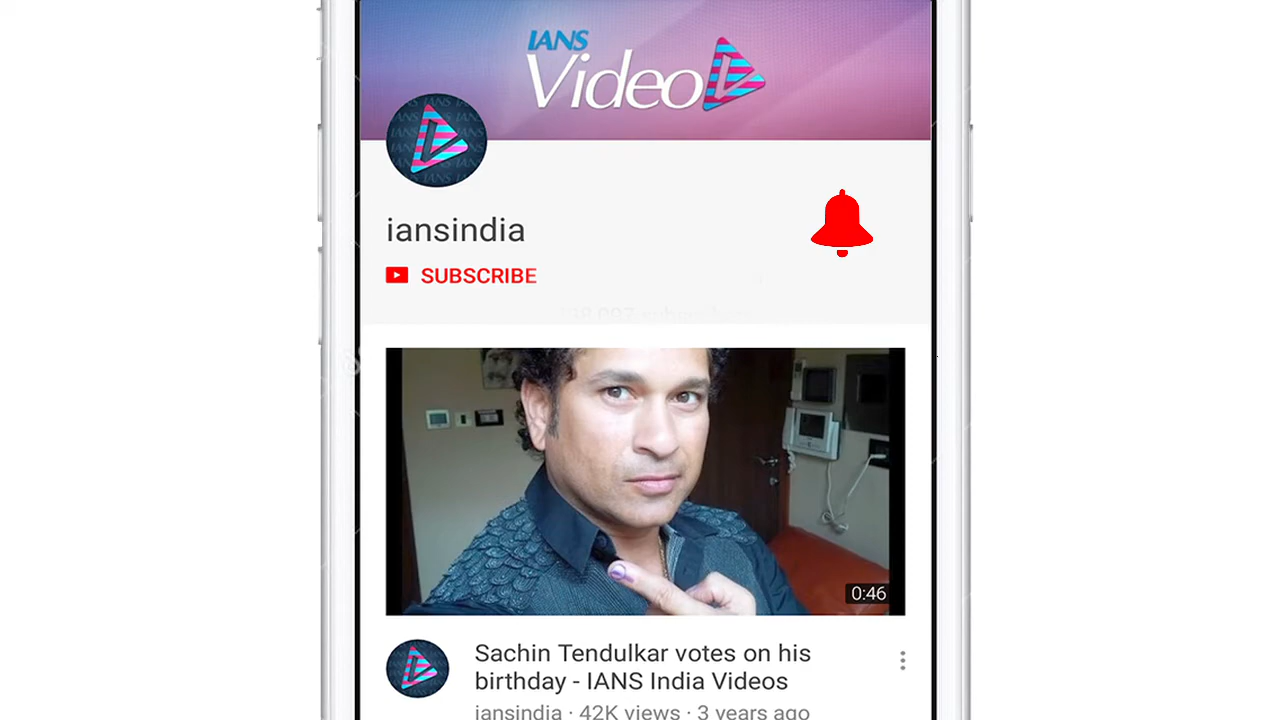 IANS
Video
iansindia
SUBSCRIBE
0:46
Sachin Tendulkar votes on his
birthday - IANS India Videos
iansindia · 42K views · 3 years ago